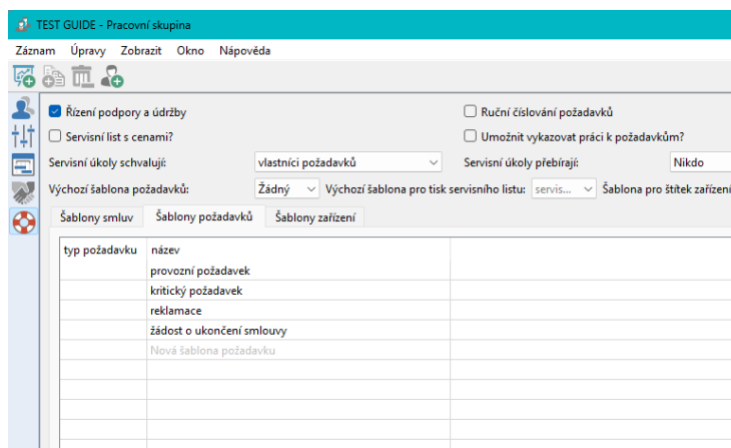 TEST GUIDE - Pracovní skupina
Záznam Úpravy Zobrazit Okno Nápověda
Řízení podpory a údržby Ruční číslování požadavků
Servisní list s cenami? Umožnit vykazovat práci k požadavkům?
Servisní úkoly schvalují: vlastníci požadavků Servisní úkoly přebírají: Nikdo
Výchozí šablona požadavků: Žádný Výchozí šablona pro tisk servisního listu: servis... Šablona pro štítek zařízení
Šablony smluv Šablony požadavků Šablony zařízení
typ požadavku název
provozní požadavek
kritický požadavek
reklamace
žádost o ukončení smlouvy
Nová šablona požadavku